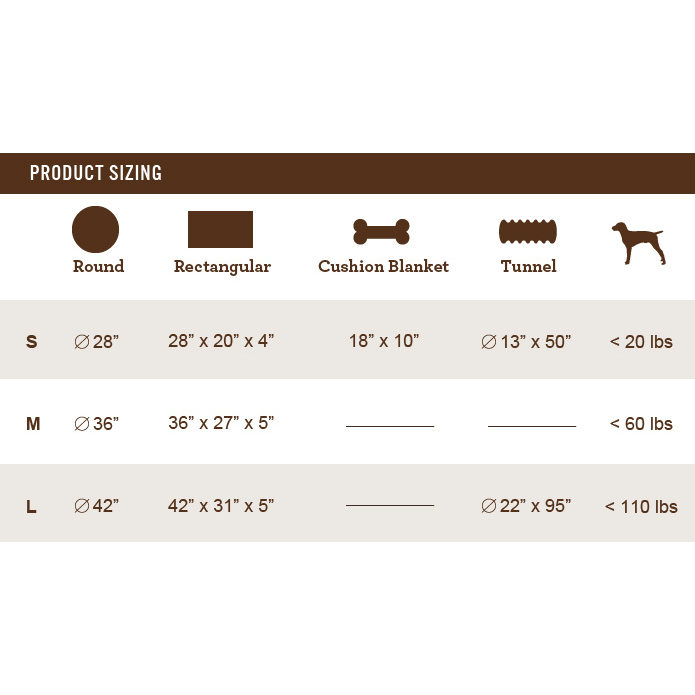 PRODUCT SIZING
Round Rectangular Cushion Blanket Tunnel
S ∅ 28” 28” x 20” x 4” 18” x 10” ∅ 13” x 50” < 20 lbs
M ∅ 36” 36” x 27” x 5” < 60 lbs
L ∅ 42” 42” x 31” x 5” ∅ 22” x 95” < 110 lbs